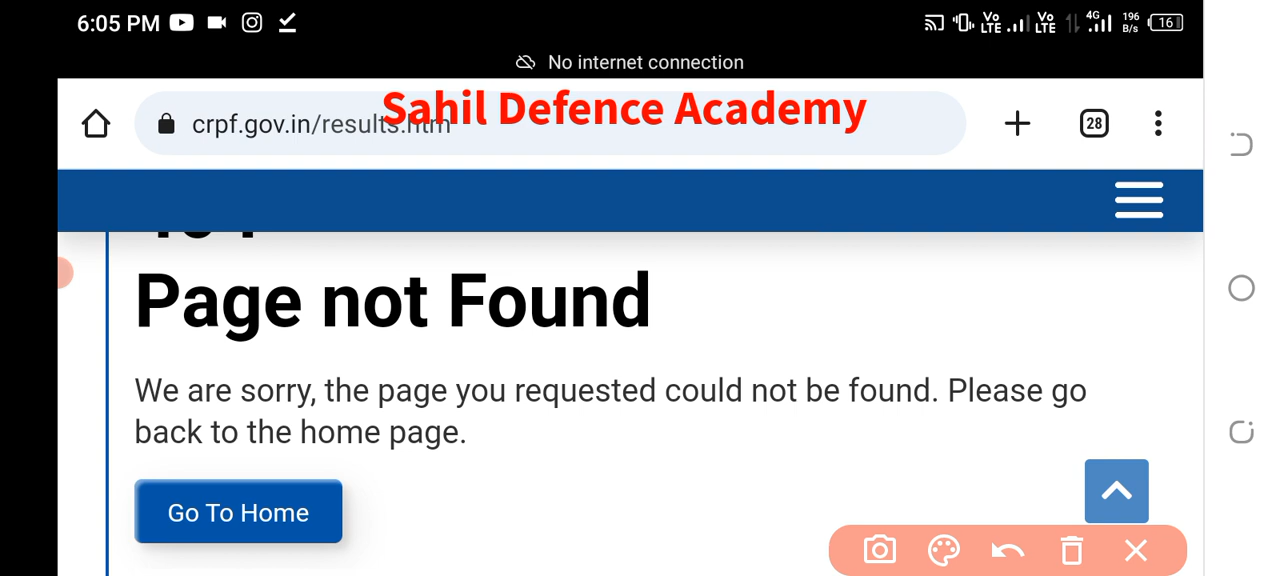 6:05 PM
Vo LTE Vo LTE 4G 196 B/s 16
No internet connection
Sahil Defence Academy
crpf.gov.in/results.htm
28
404
Page not Found
We are sorry, the page you requested could not be found. Please go
back to the home page.
Go To Home